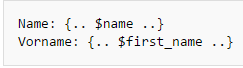 Name: {.. $name ..}
Vorname: {.. $first_name ..}